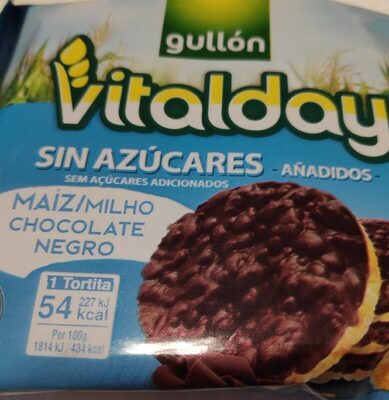 gullón
Vitalday
SIN AZÚCARES - AÑADIDOS -
SEM AÇÚCARES ADICIONADOS
MAÍZ/MILHO
CHOCOLATE
NEGRO
1 Tortita
54 kcal 227 kJ
Por 100g
1814 kJ / 434 kcal